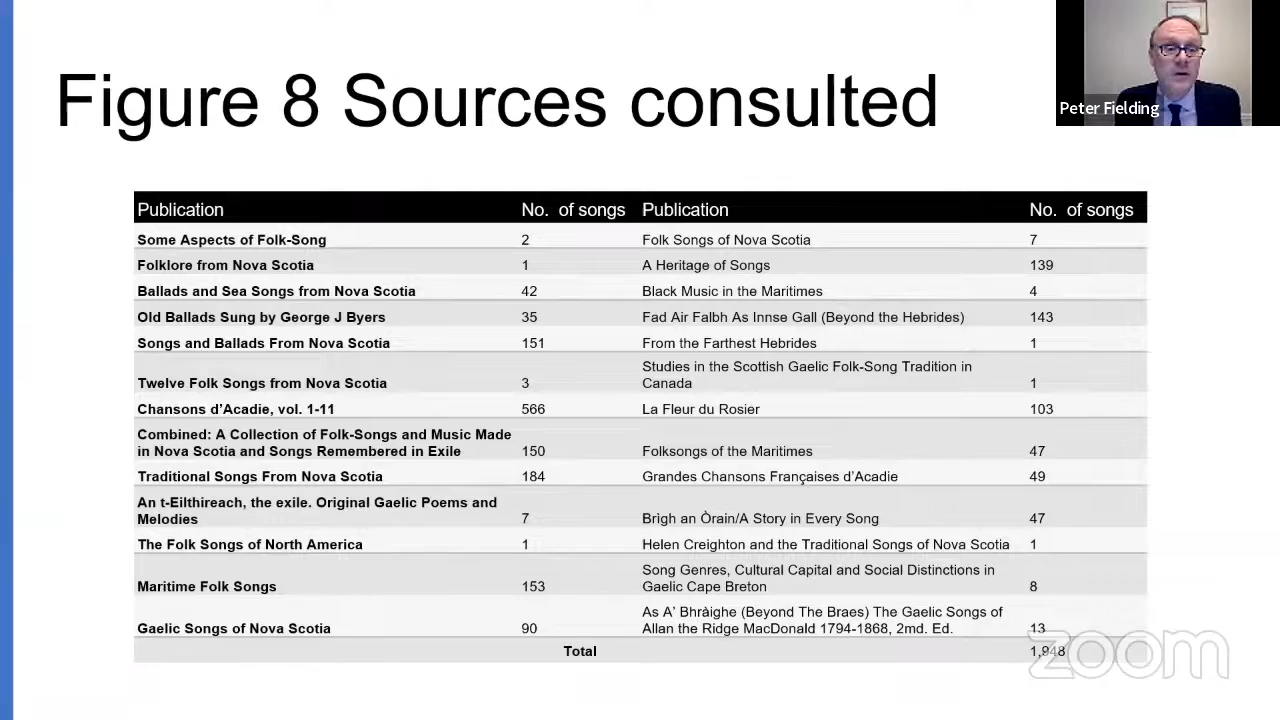 Figure 8 Sources consulted
Peter Fielding
Publication No. of songs Publication No. of songs
Some Aspects of Folk-Song 2 Folk Songs of Nova Scotia 7
Folklore from Nova Scotia 1 A Heritage of Songs 139
Ballads and Sea Songs from Nova Scotia 42 Black Music in the Maritimes 4
Old Ballads Sung by George J Byers 35 Fad Air Falbh As Innse Gall (Beyond the Hebrides) 143
Songs and Ballads From Nova Scotia 151 From the Farthest Hebrides 1
Twelve Folk Songs from Nova Scotia 3 Studies in the Scottish Gaelic Folk-Song Tradition in
Canada 1
Chansons d’Acadie, vol. 1-11 566 La Fleur du Rosier 103
Combined: A Collection of Folk-Songs and Music Made
in Nova Scotia and Songs Remembered in Exile 150 Folksongs of the Maritimes 47
Traditional Songs From Nova Scotia 184 Grandes Chansons Françaises d’Acadie 49
An t-Eilthireach, the exile. Original Gaelic Poems and
Melodies 7 Brìgh an Òrain/A Story in Every Song 47
The Folk Songs of North America 1 Helen Creighton and the Traditional Songs of Nova Scotia 1
Maritime Folk Songs 153 Song Genres, Cultural Capital and Social Distinctions in
Gaelic Cape Breton 8
Gaelic Songs of Nova Scotia 90 As A’ Bhràighe (Beyond The Braes) The Gaelic Songs of
Allan the Ridge MacDonald 1794-1868, 2md. Ed. 13
Total 1,948
zoom